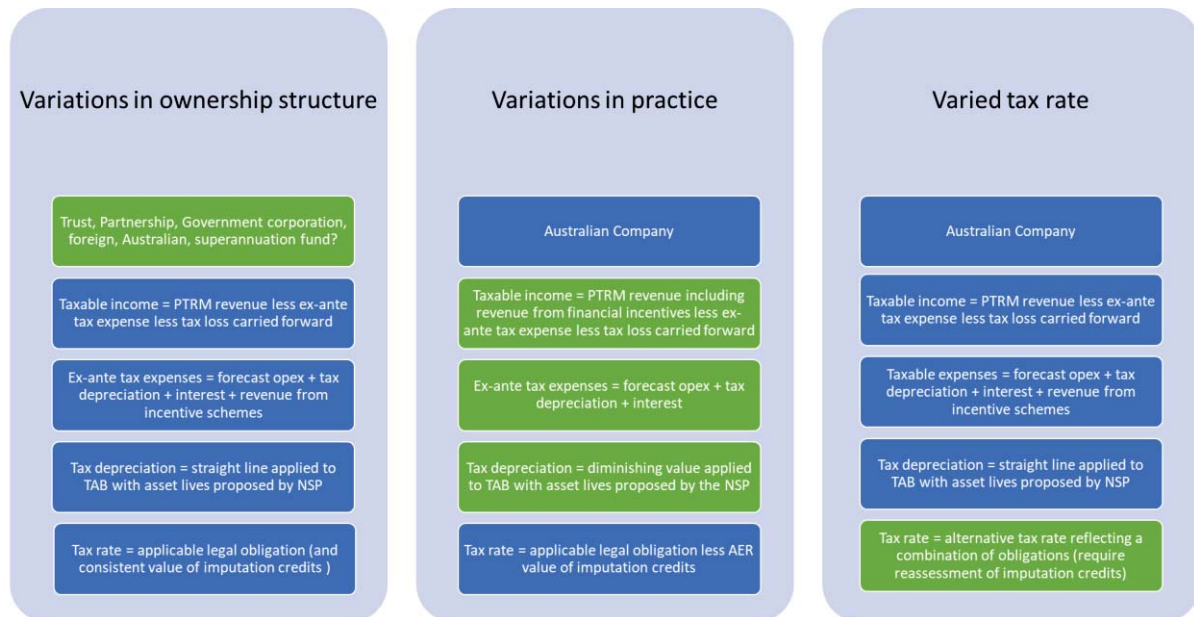 Variations in ownership structure
Trust, Partnership, Government corporation,
foreign, Australian, superannuation fund?
Taxable income = PTRM revenue less ex-ante
tax expense less tax loss carried forward
Ex-ante tax expenses = forecast opex + tax
depreciation + interest + revenue from
incentive schemes
Tax depreciation = straight line applied to
TAB with asset lives proposed by NSP
Tax rate = applicable legal obligation (and
consistent value of imputation credits )
Variations in practice
Australian Company
Taxable income = PTRM revenue including
revenue from financial incentives less ex-
ante tax expense less tax loss carried forward
Ex-ante tax expenses = forecast opex + tax
depreciation + interest
Tax depreciation = diminishing value applied
to TAB with asset lives proposed by the NSP
Tax rate = applicable legal obligation less AER
value of imputation credits
Varied tax rate
Australian Company
Taxable income = PTRM revenue less ex-ante
tax expense less tax loss carried forward
Taxable expenses = forecast opex + tax
depreciation + interest + revenue from
incentive schemes
Tax depreciation = straight line applied to
TAB with asset lives proposed by NSP
Tax rate = alternative tax rate reflecting a
combination of obligations (require
reassessment of imputation credits)